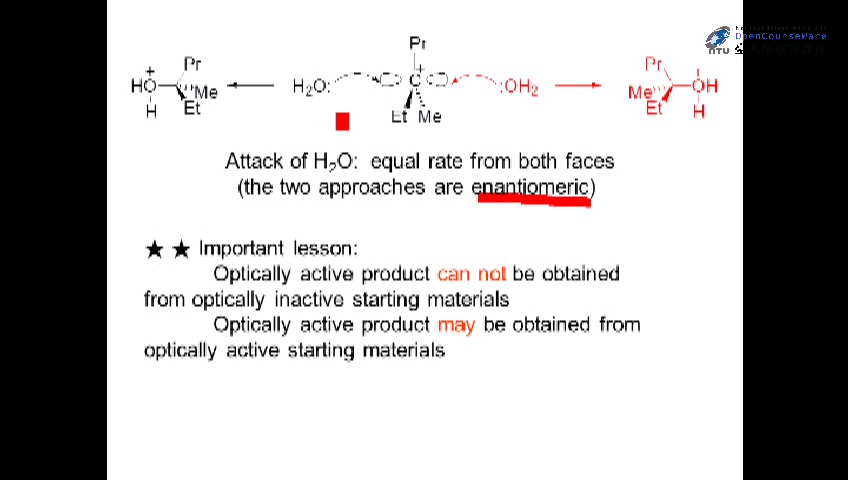 OpenCourseWare
NTU
Pr
+
HO
Me
Et
H
H₂O:
Pr
+
C
Et Me
:OH₂
Pr
Me
Et
OH
H
Attack of H₂O: equal rate from both faces
(the two approaches are enantiomeric)
★ ★ Important lesson:
Optically active product can not be obtained
from optically inactive starting materials
Optically active product may be obtained from
optically active starting materials